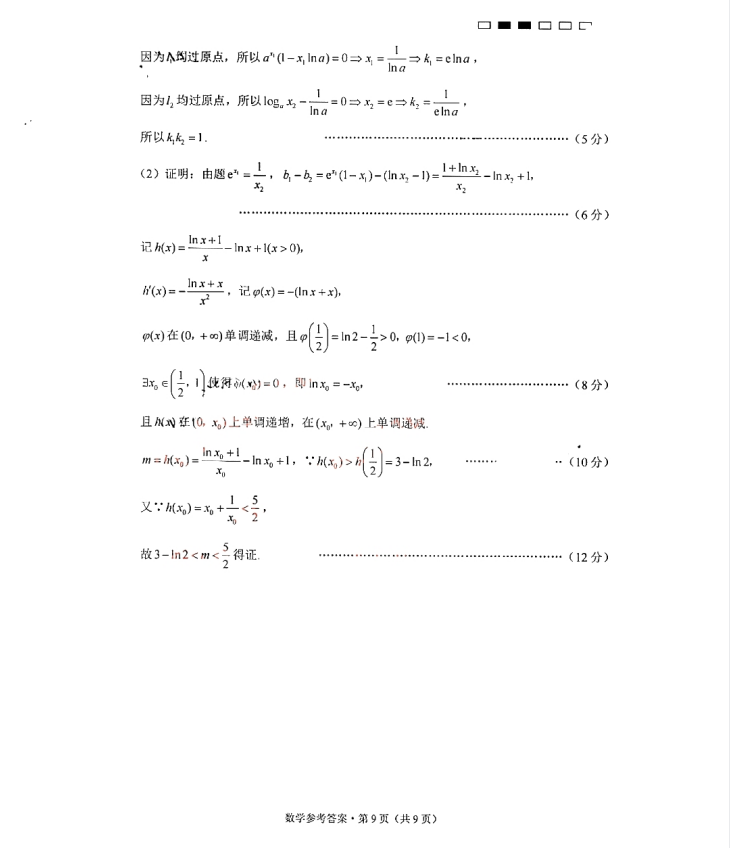 因为l₁均过原点，所以a^{x₁}(1−x₁ln a)=0⇒x₁=1/ln a⇒k₁=eln a，
因为l₂均过原点，所以logₐx₂−1/ln a=0⇒x₂=e⇒k₂=1/(eln a)，
所以k₁k₂=1.（5分）
（2）证明：由题e^{x₁}=1/x₂，b₁−b₂=e^{x₁}(1−x₁)−(ln x₂−1)=(1+ln x₂)/x₂−ln x₂+1,
（6分）
记h(x)=(ln x+1)/x−ln x+1(x>0),
h′(x)=−(ln x+x)/x²，记φ(x)=−(ln x+x),
φ(x)在(0，+∞)单调递减，且φ(1/2)=ln 2−1/2>0，φ(1)=−1<0,
∃x₀∈(1/2，1)，使得φ(x₀)=0，即ln x₀=−x₀,（8分）
且h(x)在(0，x₀)上单调递增，在(x₀，+∞)上单调递减.
m=h(x₀)=(ln x₀+1)/x₀−ln x₀+1，∵h(x₀)>h(1/2)=3−ln 2,（10分）
又∵h(x₀)=x₀+1/x₀<5/2，
故3−ln 2<m<5/2得证.（12分）
数学参考答案·第9页（共9页）